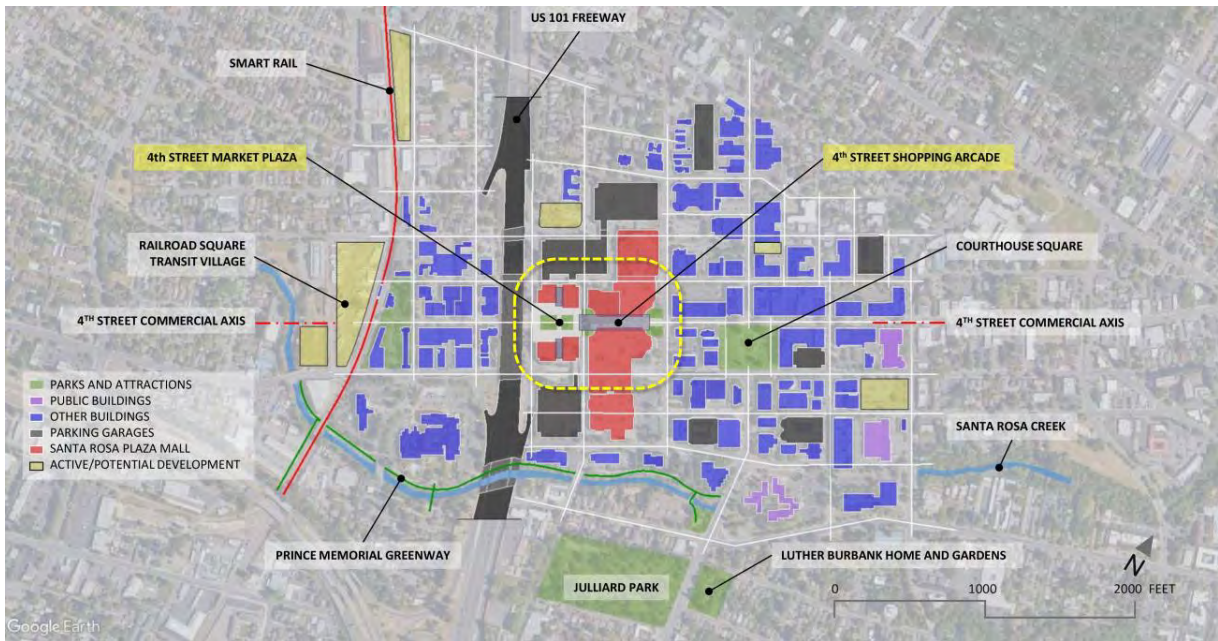 US 101 FREEWAY
SMART RAIL
4th STREET MARKET PLAZA
4th STREET SHOPPING ARCADE
RAILROAD SQUARE
TRANSIT VILLAGE
COURTHOUSE SQUARE
4TH STREET COMMERCIAL AXIS
4TH STREET COMMERCIAL AXIS
PARKS AND ATTRACTIONS
PUBLIC BUILDINGS
OTHER BUILDINGS
PARKING GARAGES
SANTA ROSA PLAZA MALL
ACTIVE/POTENTIAL DEVELOPMENT
SANTA ROSA CREEK
PRINCE MEMORIAL GREENWAY
LUTHER BURBANK HOME AND GARDENS
JULLIARD PARK
N
0 1000 2000 FEET
Google Earth